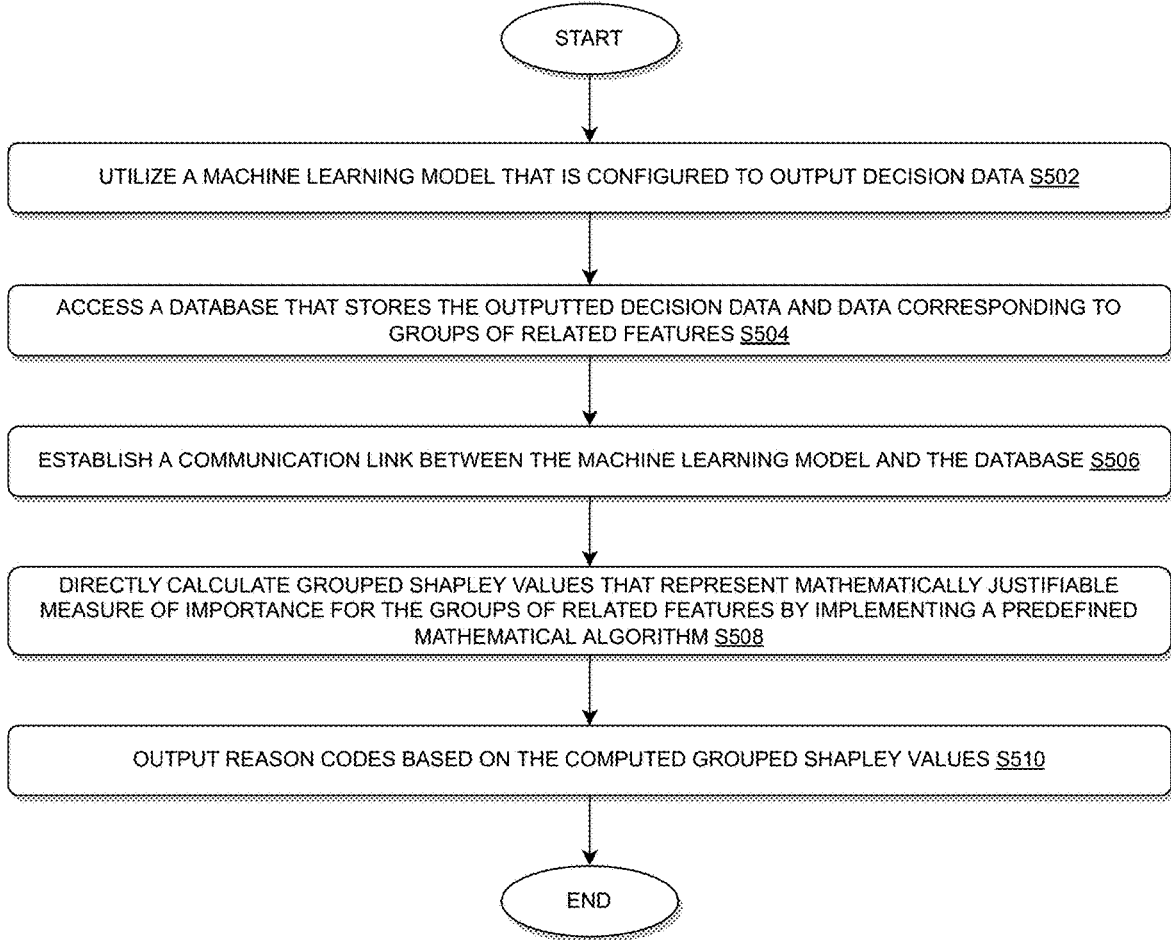 START
UTILIZE A MACHINE LEARNING MODEL THAT IS CONFIGURED TO OUTPUT DECISION DATA S502
ACCESS A DATABASE THAT STORES THE OUTPUTTED DECISION DATA AND DATA CORRESPONDING TO
GROUPS OF RELATED FEATURES S504
ESTABLISH A COMMUNICATION LINK BETWEEN THE MACHINE LEARNING MODEL AND THE DATABASE S506
DIRECTLY CALCULATE GROUPED SHAPLEY VALUES THAT REPRESENT MATHEMATICALLY JUSTIFIABLE
MEASURE OF IMPORTANCE FOR THE GROUPS OF RELATED FEATURES BY IMPLEMENTING A PREDEFINED
MATHEMATICAL ALGORITHM S508
OUTPUT REASON CODES BASED ON THE COMPUTED GROUPED SHAPLEY VALUES S510
END